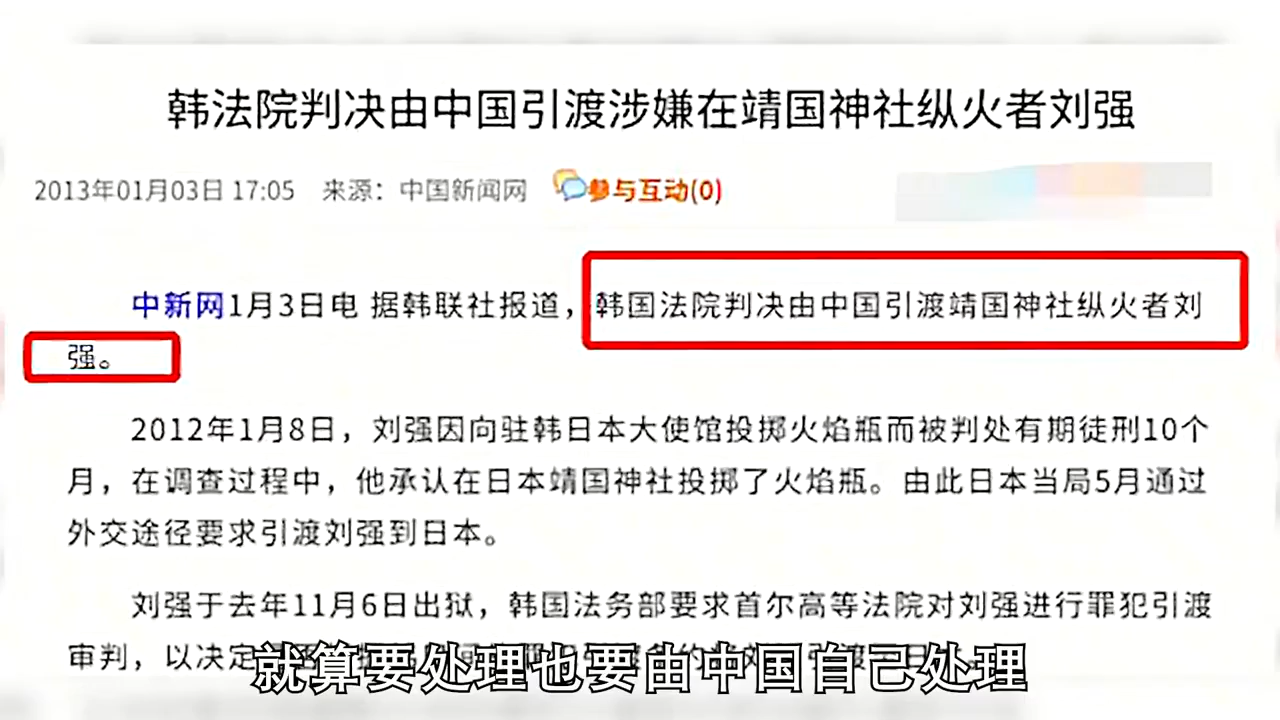 韩法院判决由中国引渡涉嫌在靖国神社纵火者刘强
2013年01月03日 17:05 来源：中国新闻网 参与互动(0)
中新网1月3日电 据韩联社报道，韩国法院判决由中国引渡靖国神社纵火者刘
强。
2012年1月8日，刘强因向驻韩日本大使馆投掷火焰瓶而被判处有期徒刑10个
月，在调查过程中，他承认在日本靖国神社投掷了火焰瓶。由此日本当局5月通过
外交途径要求引渡刘强到日本。
刘强于去年11月6日出狱，韩国法务部要求首尔高等法院对刘强进行罪犯引渡
审判，以决定
就算要处理也要由中国自己处理